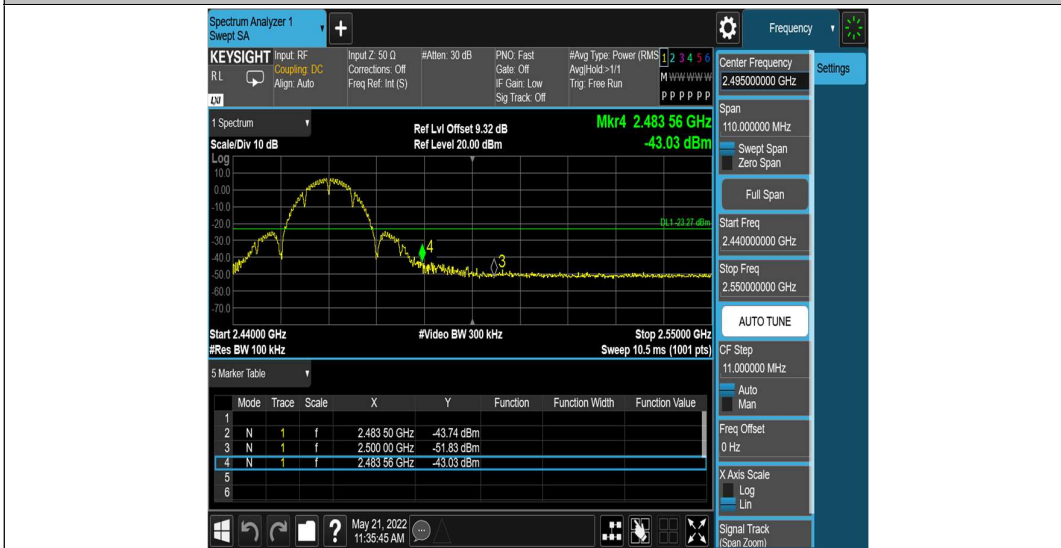 Spectrum Analyzer 1
Swept SA
+
Frequency
KEYSIGHT Input: RF Input Z: 50 Ω #Atten: 30 dB PNO: Fast #Avg Type: Power (RMS 1 2 3 4 5 6
RL Coupling: DC Corrections: Off Gate: Off Avg|Hold:>1/1 M W W W W W
Align: Auto Freq Ref: Int (S) IF Gain: Low Trig: Free Run
Sig Track: Off P P P P P P
LXI
Center Frequency
2.495000000 GHz
Settings
Span
110.000000 MHz
Swept Span
Zero Span
Full Span
Start Freq
2.440000000 GHz
Stop Freq
2.550000000 GHz
AUTO TUNE
CF Step
11.000000 MHz
Auto
Man
Freq Offset
0 Hz
X Axis Scale
Log
Lin
Signal Track
(Span Zoom)
1 Spectrum
Ref Lvl Offset 9.32 dB
Mkr4 2.483 56 GHz
Scale/Div 10 dB
Ref Level 20.00 dBm
-43.03 dBm
Log
10.0
0.00
-10.0
DL1 -23.27 dBm
-20.0
-30.0
4
-40.0
3
-50.0
-60.0
-70.0
Start 2.44000 GHz #Video BW 300 kHz Stop 2.55000 GHz
#Res BW 100 kHz Sweep 10.5 ms (1001 pts)
5 Marker Table
Mode Trace Scale X Y Function Function Width Function Value
1
2 N 1 f 2.483 50 GHz -43.74 dBm
3 N 1 f 2.500 00 GHz -51.83 dBm
4 N 1 f 2.483 56 GHz -43.03 dBm
5
6
? May 21, 2022
11:35:45 AM